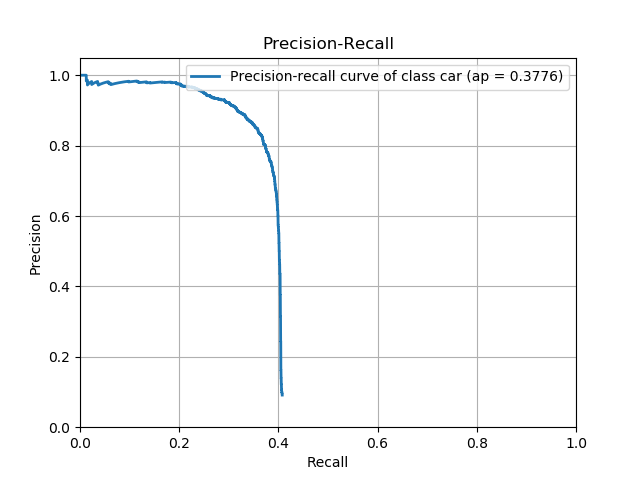 Precision-Recall
Precision-recall curve of class car (ap = 0.3776)
1.0
0.8
0.6
0.4
0.2
0.0
Precision
0.0 0.2 0.4 0.6 0.8 1.0
Recall